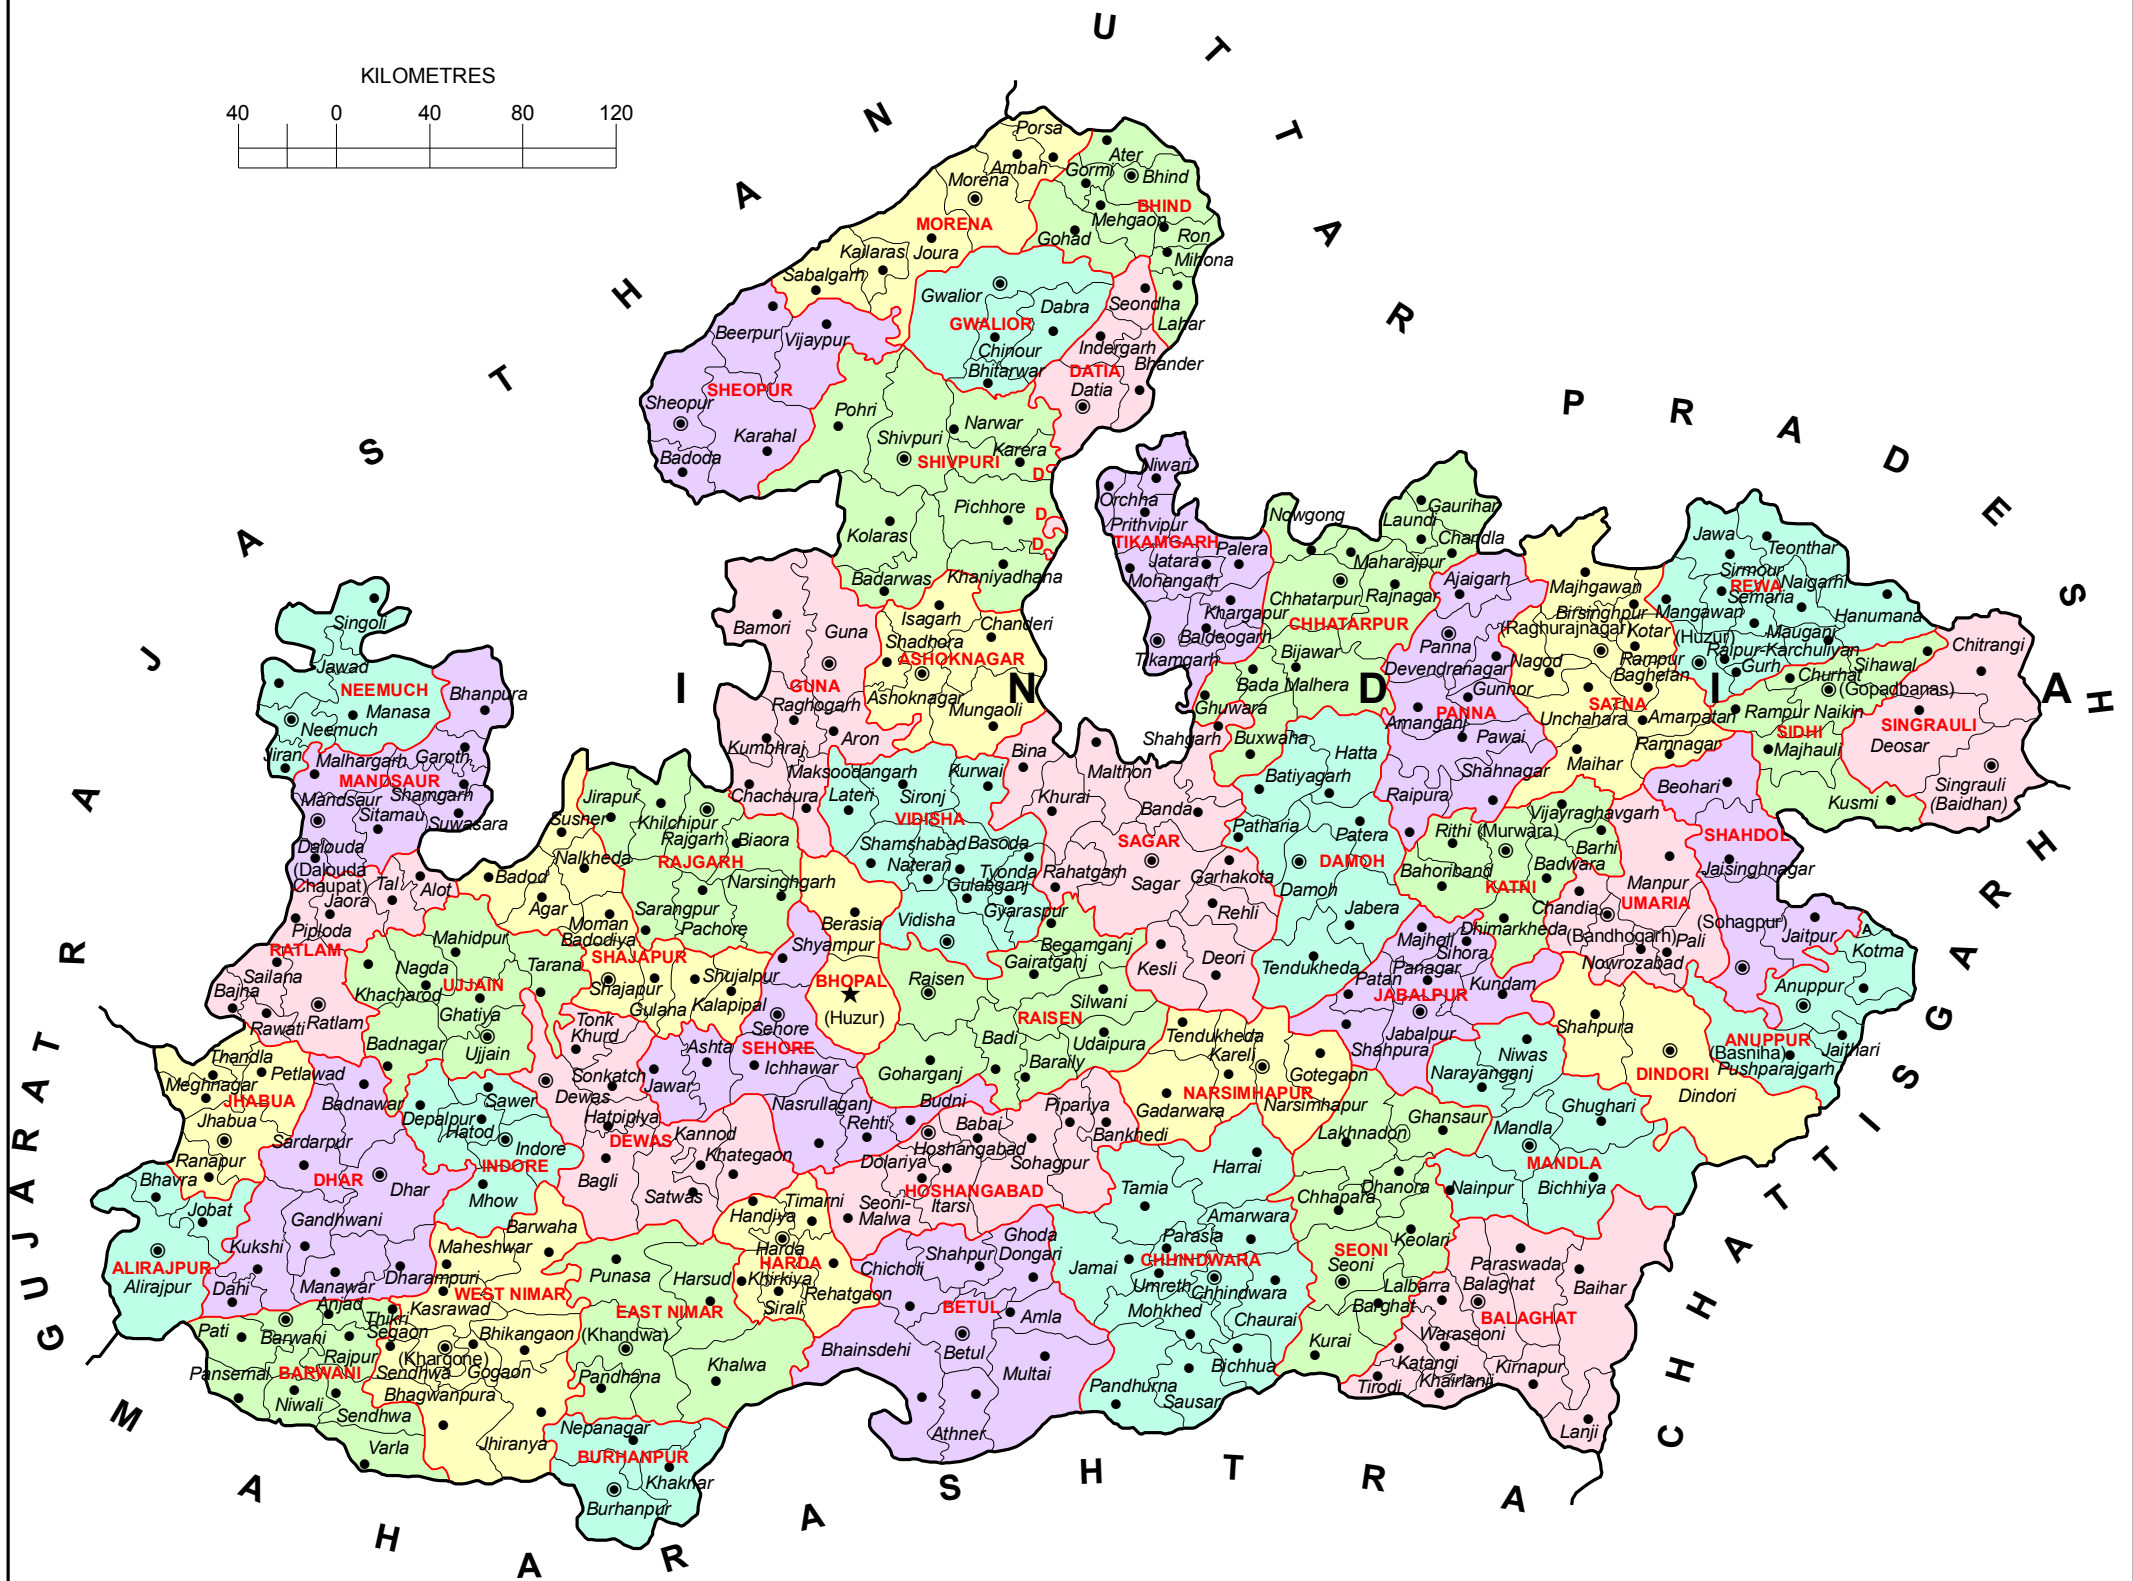 KILOMETRES
40 0 40 80 120
RAJASTHAN
UTTAR PRADESH
CHHATTISGARH
MAHARASHTRA
GUJARAT
I N D I A
Porsa
Ambah
Morena
MORENA
Joura
Kailaras
Sabalgarh
Ater
Gormi
Bhind
BHIND
Mehgaon
Gohad
Ron
Mihona
Lahar
Gwalior
GWALIOR
Dabra
Chinour
Bhitarwar
Seondha
Indergarh
Bhander
DATIA
Datia
Beerpur
Vijaypur
SHEOPUR
Sheopur
Karahal
Badoda
Pohri
Shivpuri
SHIVPURI
Narwar
Karera
D
D
D
Pichhore
Kolaras
Badarwas
Khaniyadhana
Niwari
Orchha
Prithvipur
TIKAMGARH
Palera
Jatara
Mohangarh
Khargapur
Baldeogarh
Tikamgarh
Nowgong
Laundi
Gaurihar
Chandla
Maharajpur
Rajnagar
Chhatarpur
CHHATARPUR
Bijawar
Bada Malhera
Ghuwara
Buxwaha
Ajaigarh
Panna
Devendranagar
Gunnor
PANNA
Amanganj
Pawai
Shahnagar
Raipura
Majhgawan
Birsinghpur
(Raghurajnagar)
Kotar
Nagod
Rampur
Baghelan
SATNA
Unchahara
Amarpatan
Ramnagar
Maihar
Jawa
Teonthar
Sirmour
REWA
Naigarhi
Semaria
Mangawan
Hanumana
(Huzur)
Mauganj
Raipur-Karchuliyan
Gurh
Sihawal
Churhat
(Gopadbanas)
Rampur Naikin
SIDHI
Majhauli
Kusmi
Chitrangi
SINGRAULI
Deosar
Singrauli
(Baidhan)
Bamori
Guna
GUNA
Raghogarh
Aron
Kumbhraj
Maksoodangarh
Chachaura
Isagarh
Chanderi
Shadhora
ASHOKNAGAR
Ashoknagar
Mungaoli
Singoli
Jawad
NEEMUCH
Manasa
Neemuch
Jiran
Bhanpura
Garoth
Malhargarh
MANDSAUR
Shamgarh
Mandsaur
Sitamau
Suwasara
Dalouda
(Dalouda
Chaupat)
Tal
Alot
Jaora
Piploda
RATLAM
Sailana
Bajna
Rawati
Ratlam
Jirapur
Susner
Khilchipur
Rajgarh
Biaora
RAJGARH
Nalkheda
Narsinghgarh
Sarangpur
Pachore
Badod
Agar
Moman
Badodiya
SHAJAPUR
Shajapur
Shujalpur
Gulana
Kalapipal
Mahidpur
Nagda
Tarana
UJJAIN
Khacharod
Ghatiya
Badnagar
Ujjain
Lateri
Sironj
Kurwai
VIDISHA
Shamshabad
Basoda
Nateran
Tyonda
Gulabganj
Gyaraspur
Vidisha
Bina
Malthon
Khurai
Banda
SAGAR
Rahatgarh
Sagar
Garhakota
Rehli
Kesli
Deori
Shahgarh
Hatta
Batiyagarh
Patharia
Patera
DAMOH
Damoh
Jabera
Tendukheda
Berasia
BHOPAL
(Huzur)
Shyampur
Sehore
SEHORE
Ashta
Ichhawar
Jawar
Nasrullaganj
Rehti
Budni
Raisen
RAISEN
Begamganj
Gairatganj
Silwani
Badi
Udaipura
Baraily
Goharganj
Vijayraghavgarh
Rithi
(Murwara)
Barhi
Badwara
Bahoriband
KATNI
Dhimarkheda
Manpur
UMARIA
Chandia
(Bandhogarh)
Pali
Nowrozabad
Beohari
SHAHDOL
Jaisinghnagar
(Sohagpur)
Jaitpur
A
Kotma
Anuppur
ANUPPUR
(Basniha)
Jaithari
Pushparajgarh
Majholi
Sihora
Panagar
Patan
JABALPUR
Kundam
Jabalpur
Shahpura
Shahpura
DINDORI
Dindori
Niwas
Narayanganj
Ghughari
Mandla
MANDLA
Bichhiya
Nainpur
Tendukheda
Kareli
Gotegaon
NARSIMHAPUR
Gadarwara
Narsimhapur
Tonk
Khurd
Sonkatch
Dewas
Hatpipiya
DEWAS
Kannod
Khategaon
Bagli
Satwas
Thandla
Petlawad
Meghnagar
JHABUA
Jhabua
Ranapur
Bhavra
Jobat
ALIRAJPUR
Alirajpur
Badnawar
Sardarpur
DHAR
Dhar
Gandhwani
Kukshi
Manawar
Dharampuri
Dahi
Depalpur
Sawer
Hatod
Indore
INDORE
Mhow
Barwaha
Maheshwar
WEST NIMAR
Kasrawad
Segaon
Bhikangaon
(Khargone)
Gogaon
Sendhwa
Bhagwanpura
Jhiranya
Anjad
Thikri
Pati
Barwani
Rajpur
BARWANI
Pansemal
Niwali
Sendhwa
Varla
Punasa
Harsud
EAST NIMAR
(Khandwa)
Pandhana
Khalwa
Nepanagar
BURHANPUR
Khaknar
Burhanpur
Timarni
Handiya
Harda
HARDA
Khirkiya
Sirali
Rehatgaon
Pipariya
Babai
Bankhedi
Hoshangabad
Dolariya
Sohagpur
HOSHANGABAD
Seoni-
Malwa
Itarsi
Ghoda
Dongari
Shahpur
Chicholi
BETUL
Amla
Bhainsdehi
Betul
Multai
Athner
Harrai
Tamia
Amarwara
Parasia
CHHINDWARA
Jamai
Umreth
Chhindwara
Mohkhed
Chaurai
Bichhua
Pandhurna
Sausar
Ghansaur
Lakhnadon
Dhanora
Chhapara
Keolari
SEONI
Seoni
Barghat
Kurai
Paraswada
Lalbarra
Balaghat
Baihar
BALAGHAT
Waraseoni
Katangi
Kirnapur
Tirodi
Khairlanji
Lanji